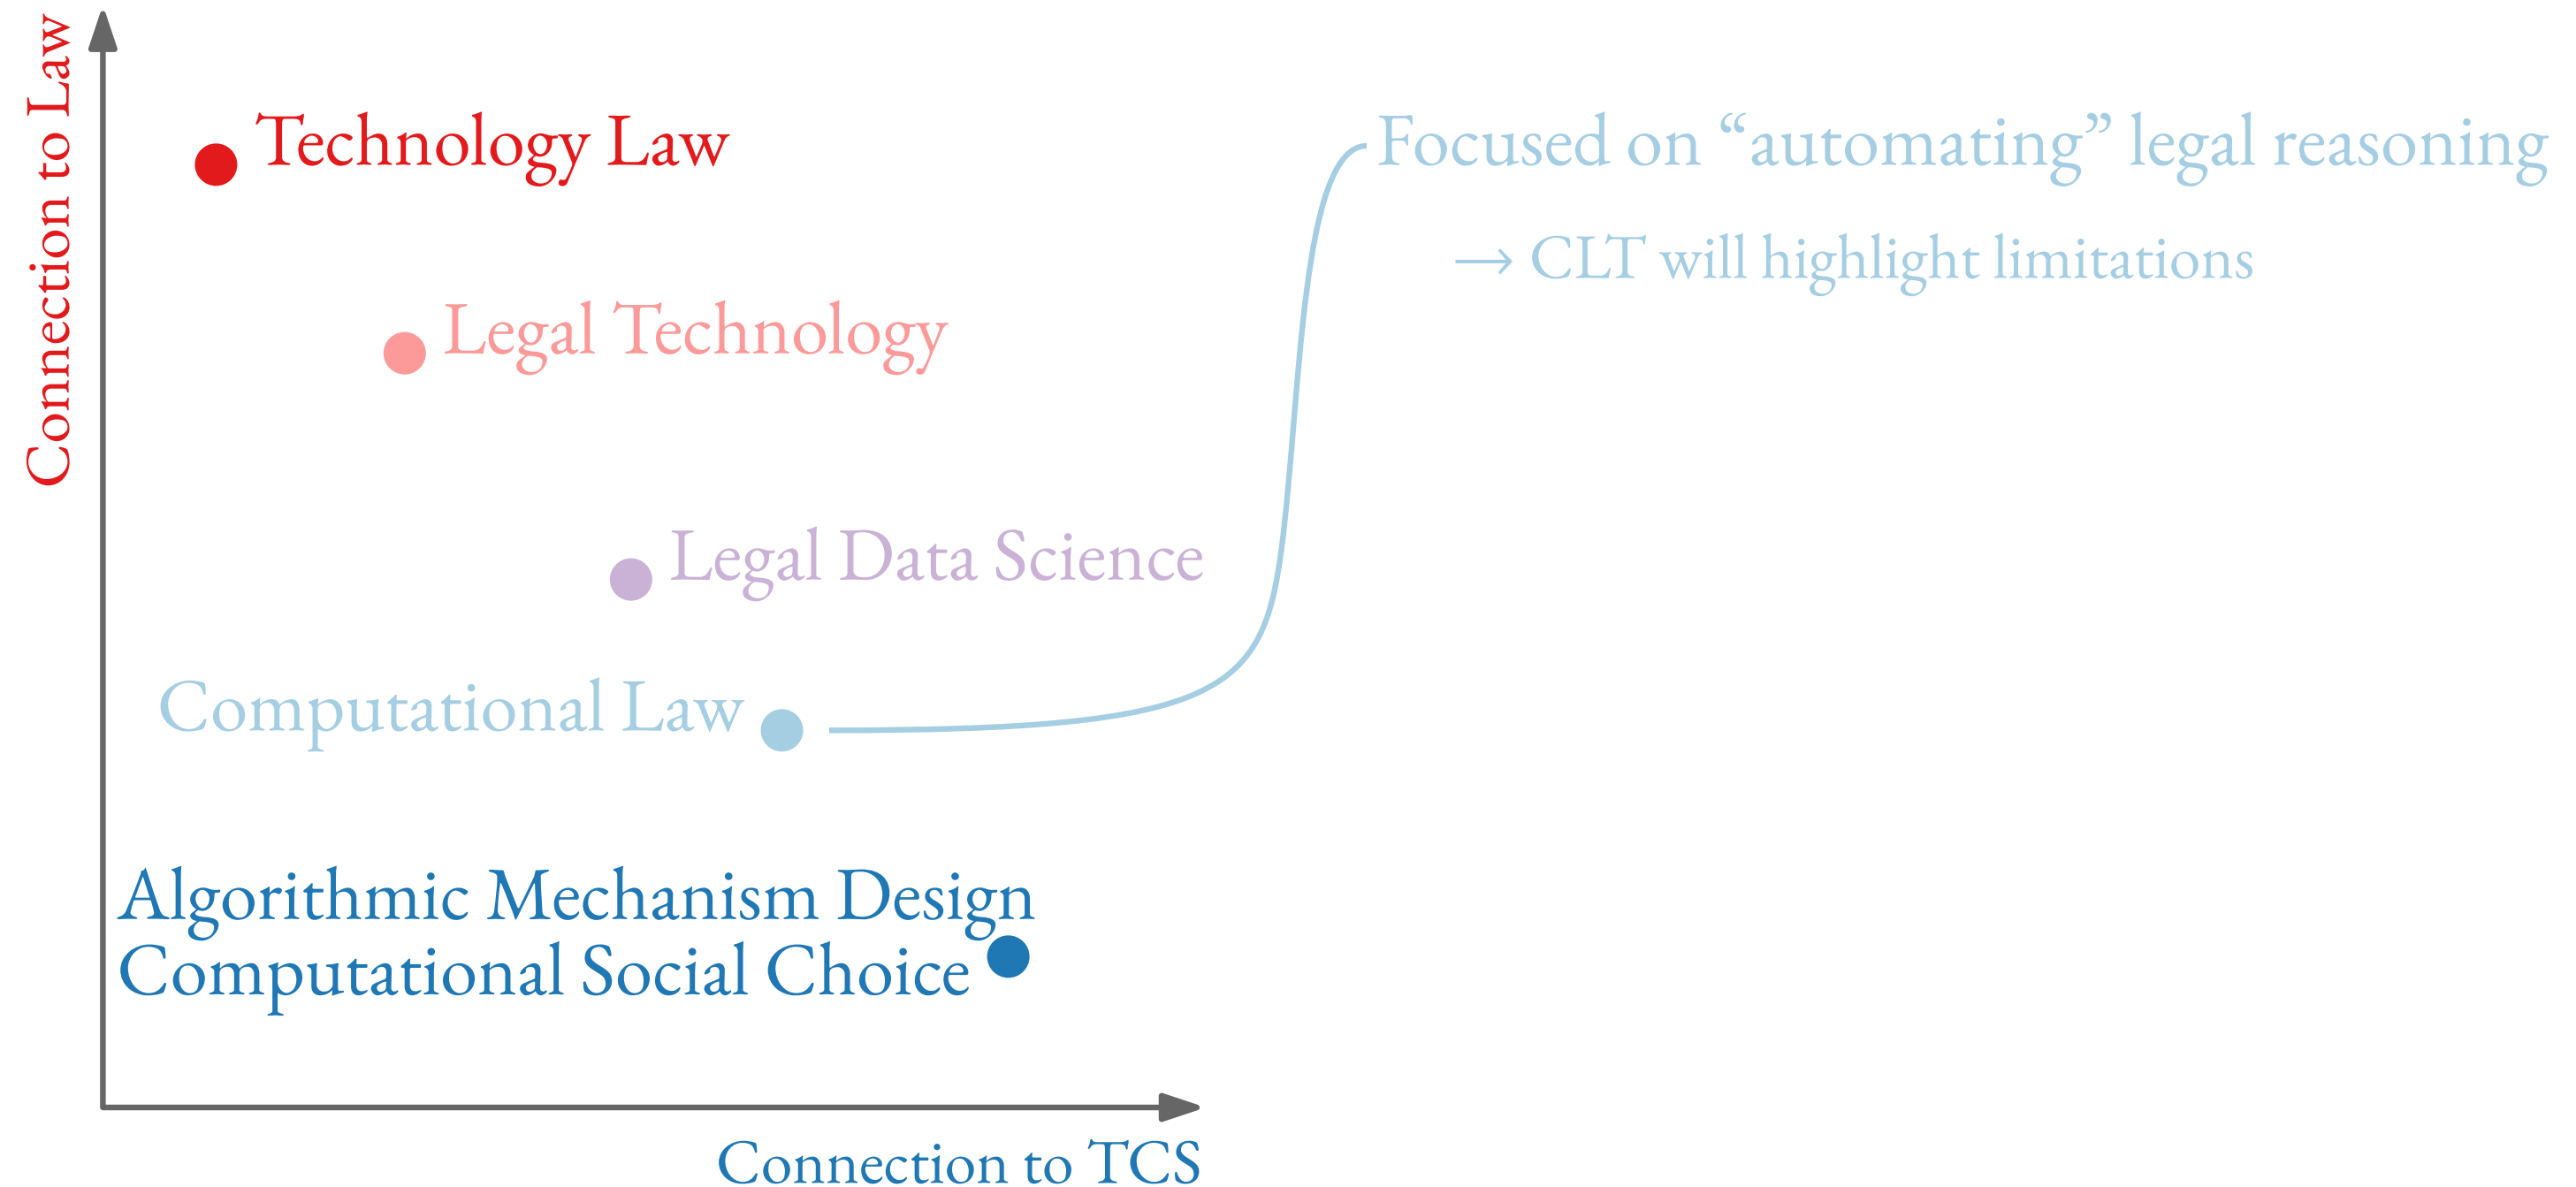 Connection to Law
Technology Law
Focused on “automating” legal reasoning
→ CLT will highlight limitations
Legal Technology
Legal Data Science
Computational Law
Algorithmic Mechanism Design
Computational Social Choice
Connection to TCS